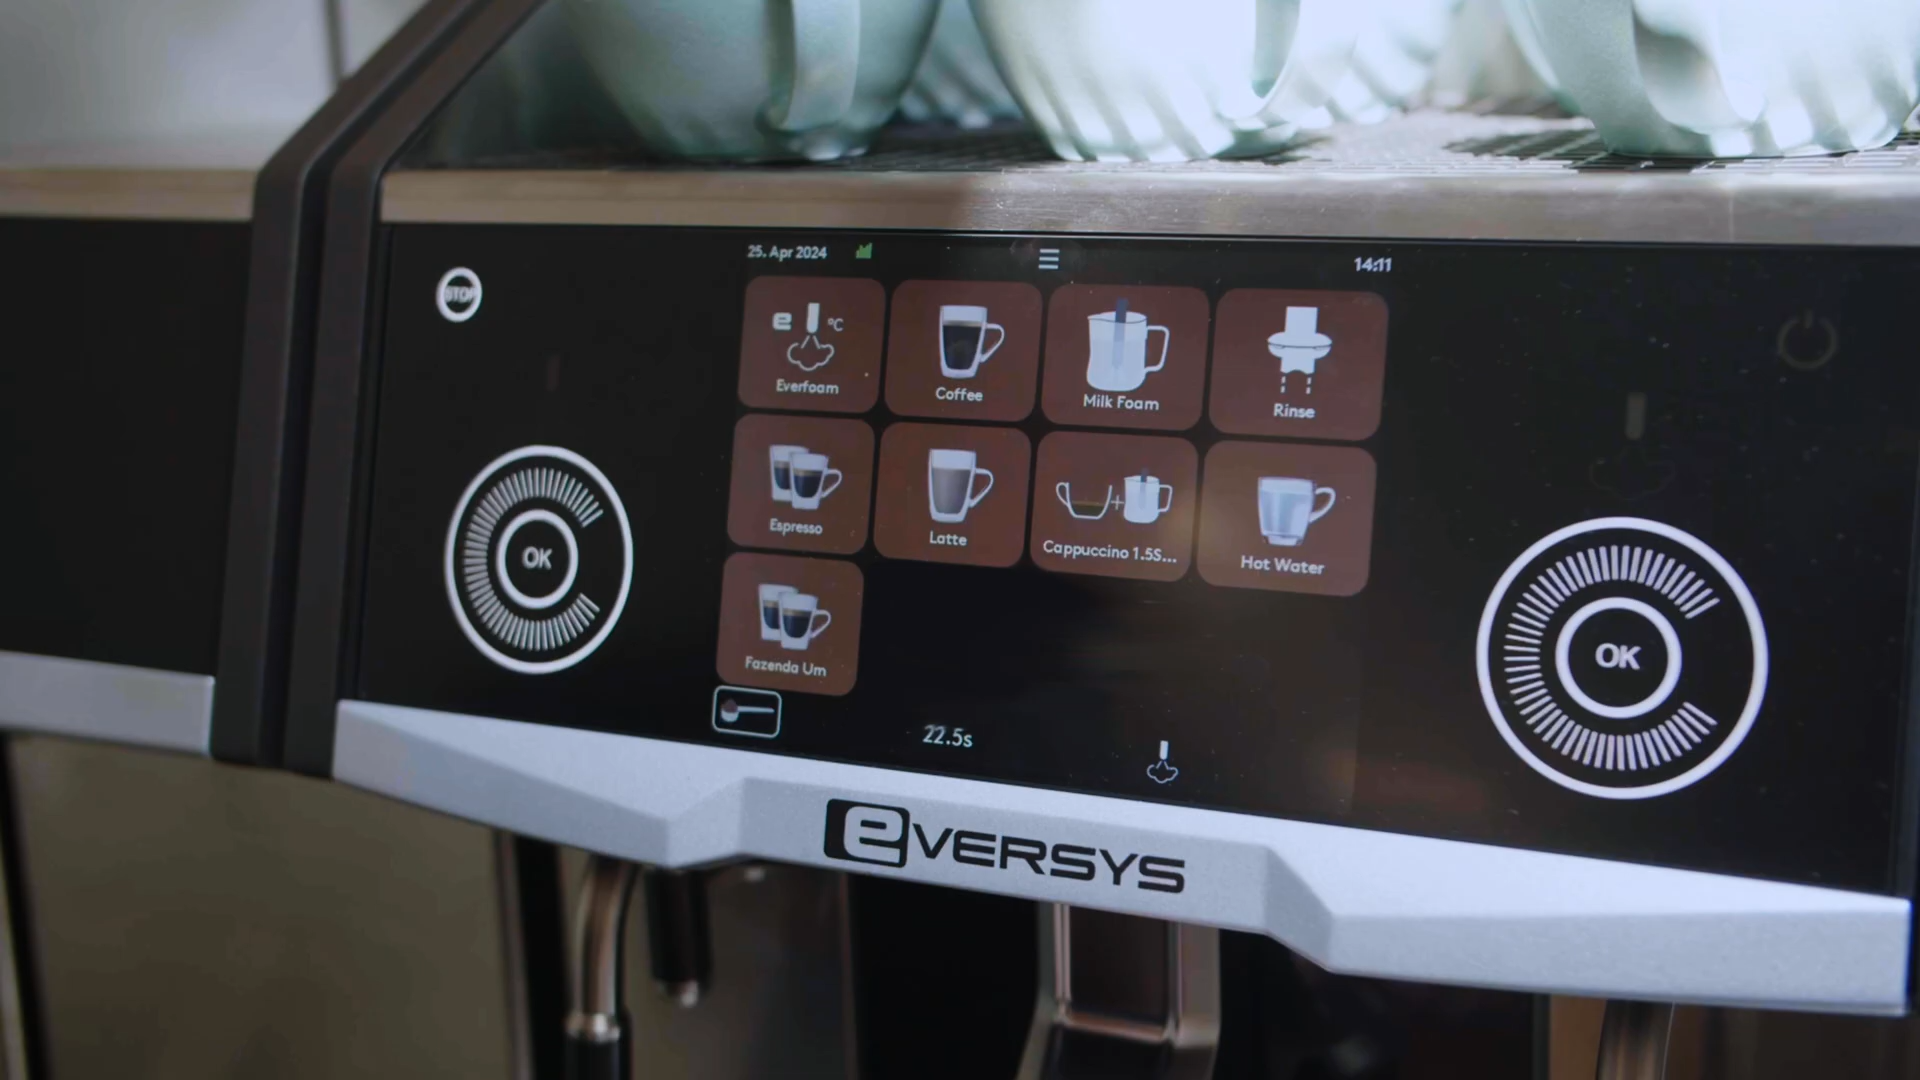 25. Apr 2024
14:11
STOP
e °C
Everfoam
Coffee
Milk Foam
Rinse
Espresso
Latte
Cappuccino 1.5S...
Hot Water
Fazenda Um
OK
OK
22.5s
eVERSYS